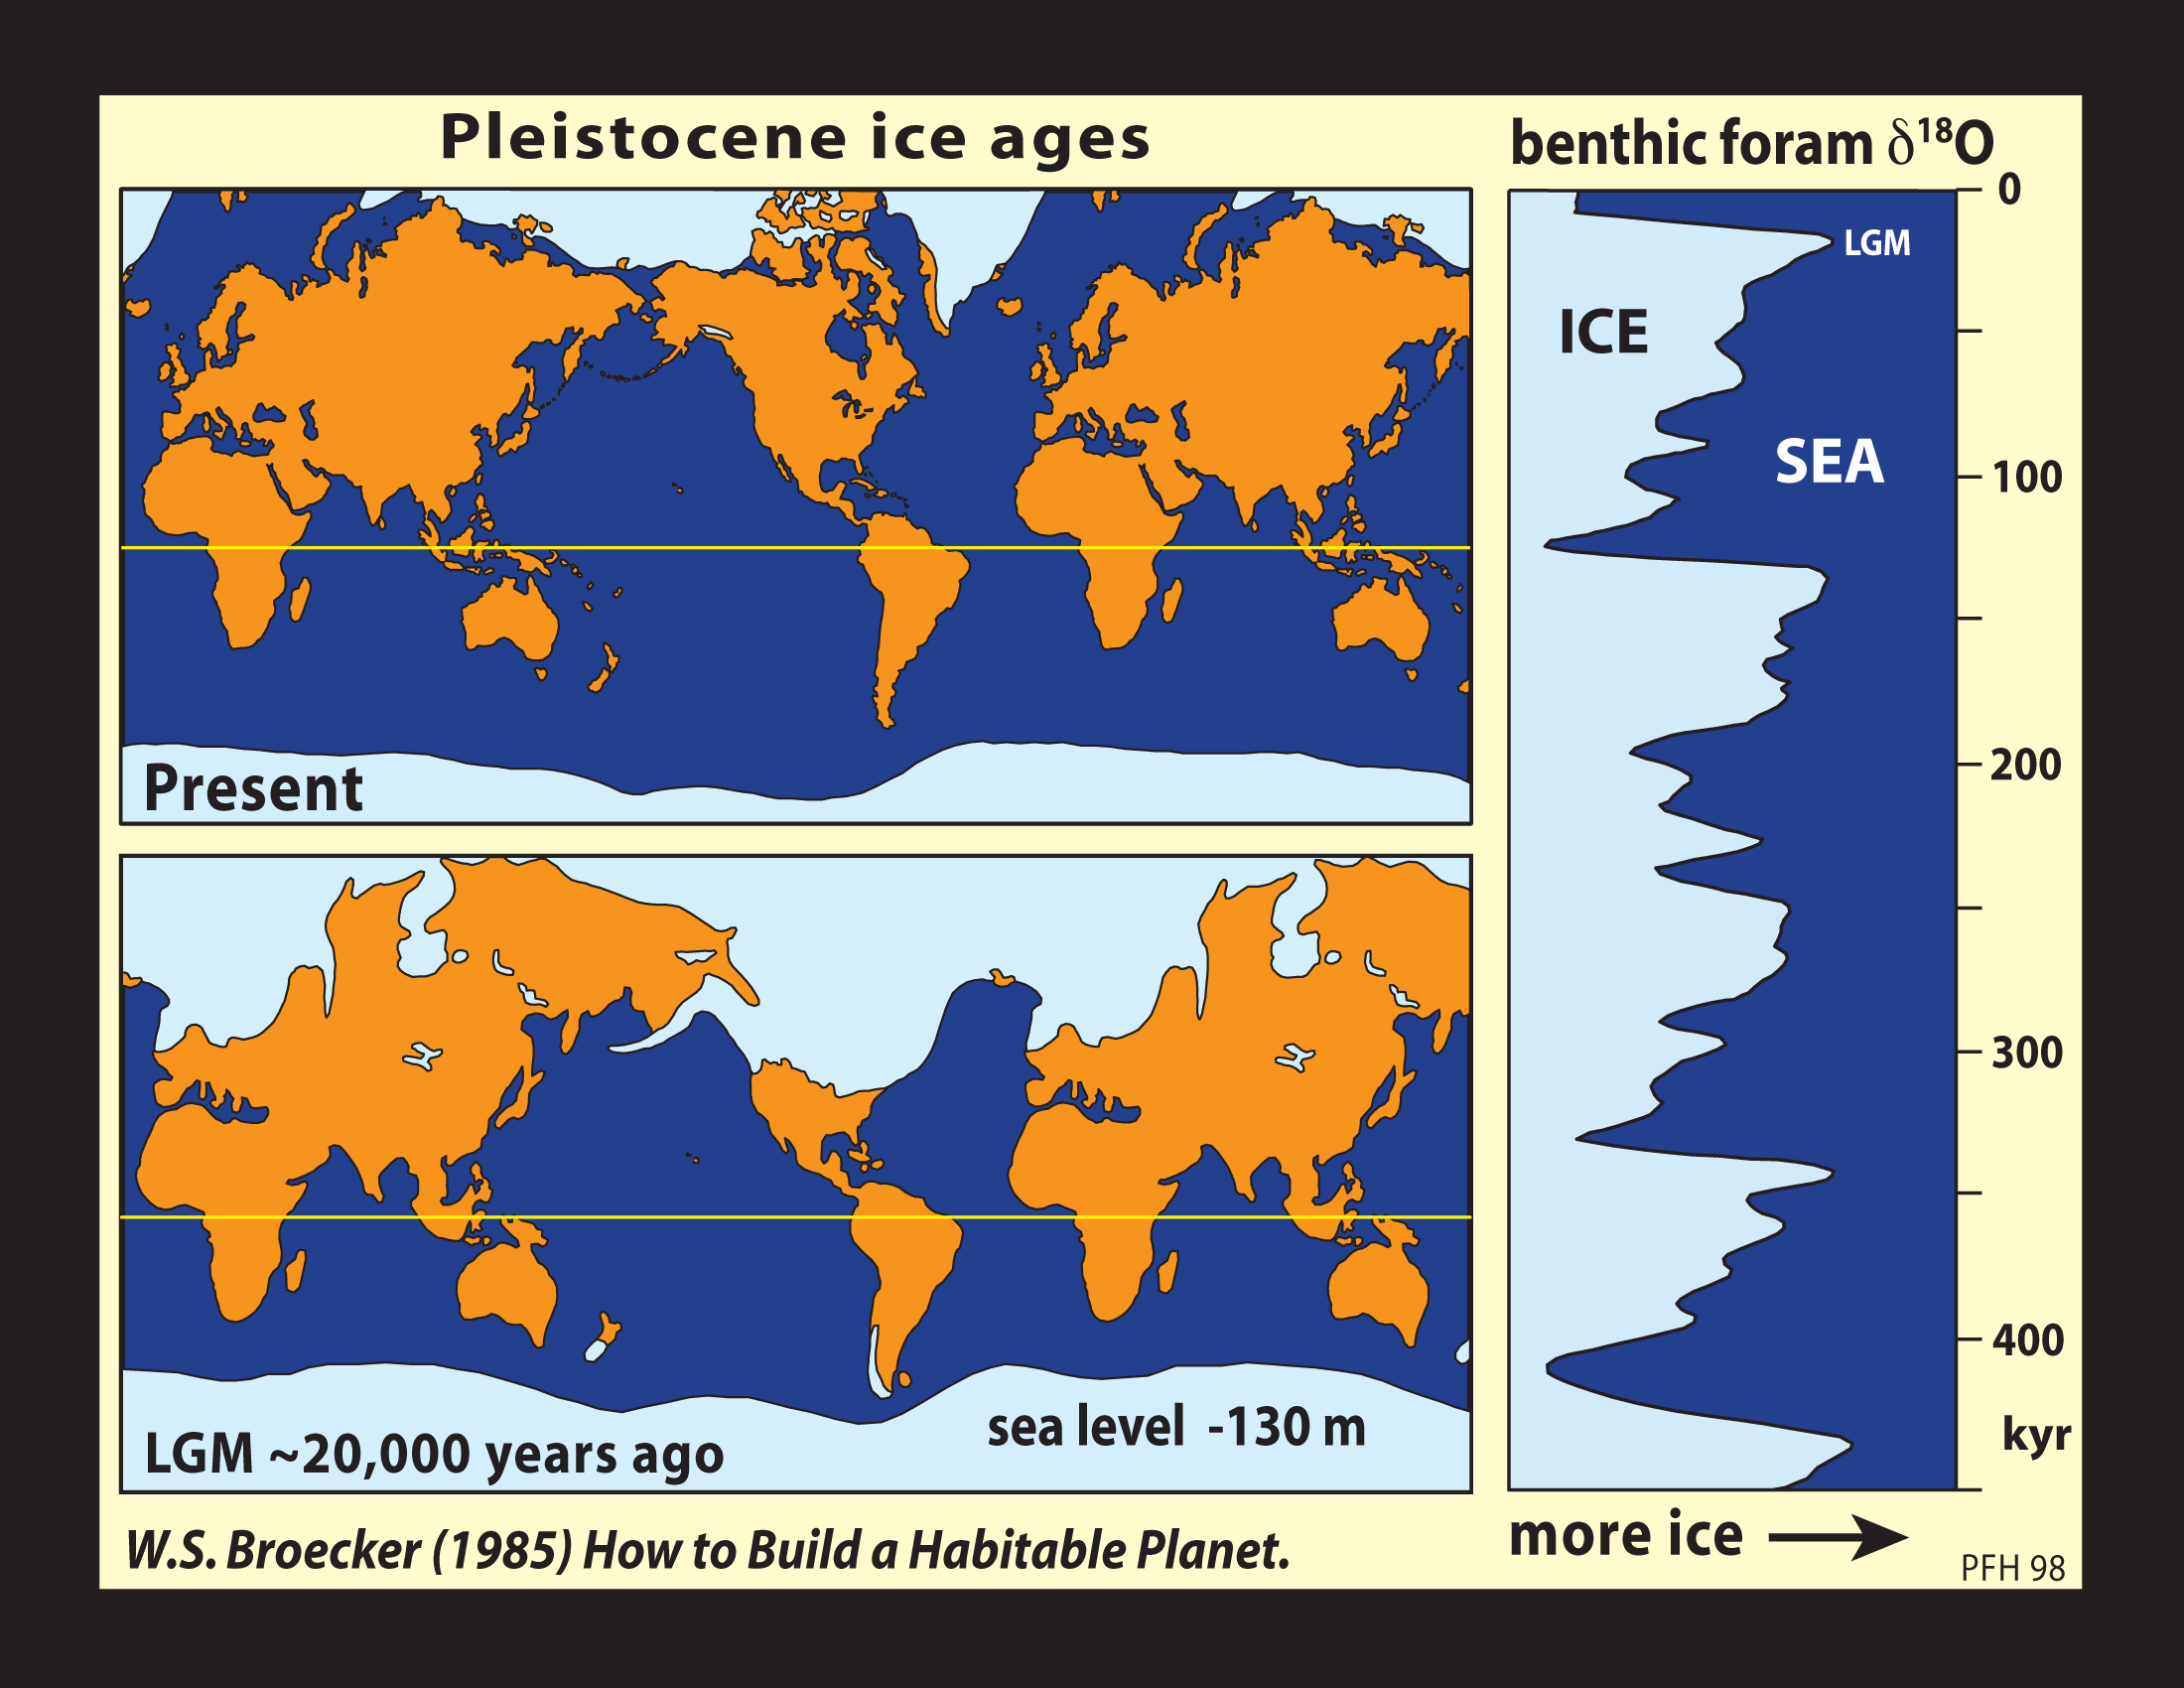 Pleistocene ice ages
Present
LGM ~20,000 years ago
sea level -130 m
W.S. Broecker (1985) How to Build a Habitable Planet.
benthic foram δ¹⁸O
0
LGM
ICE
SEA
100
200
300
400
kyr
more ice
PFH 98